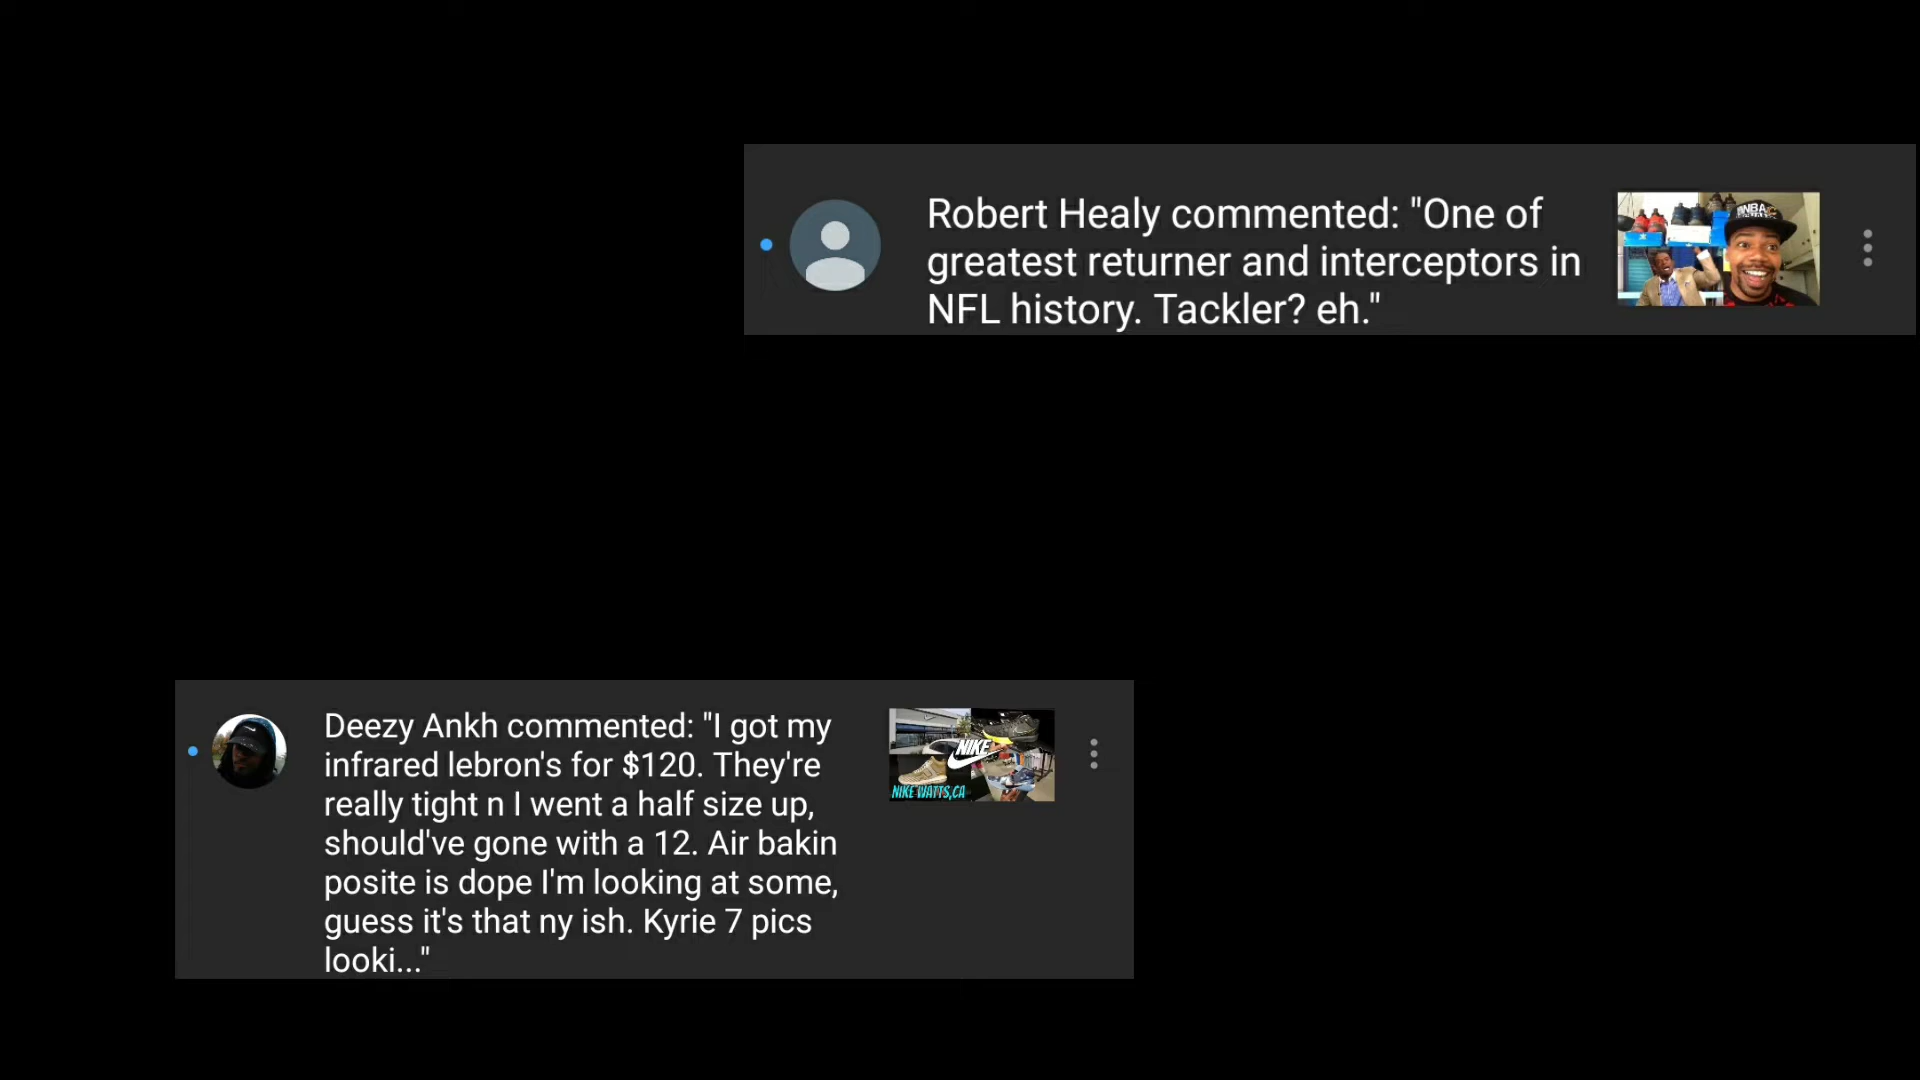 Robert Healy commented: "One of
greatest returner and interceptors in
NFL history. Tackler? eh."
NBA
Deezy Ankh commented: "I got my
infrared lebron's for $120. They're
really tight n I went a half size up,
should've gone with a 12. Air bakin
posite is dope I'm looking at some,
guess it's that ny ish. Kyrie 7 pics
looki..."
NIKE
NIKE WATTS,CA